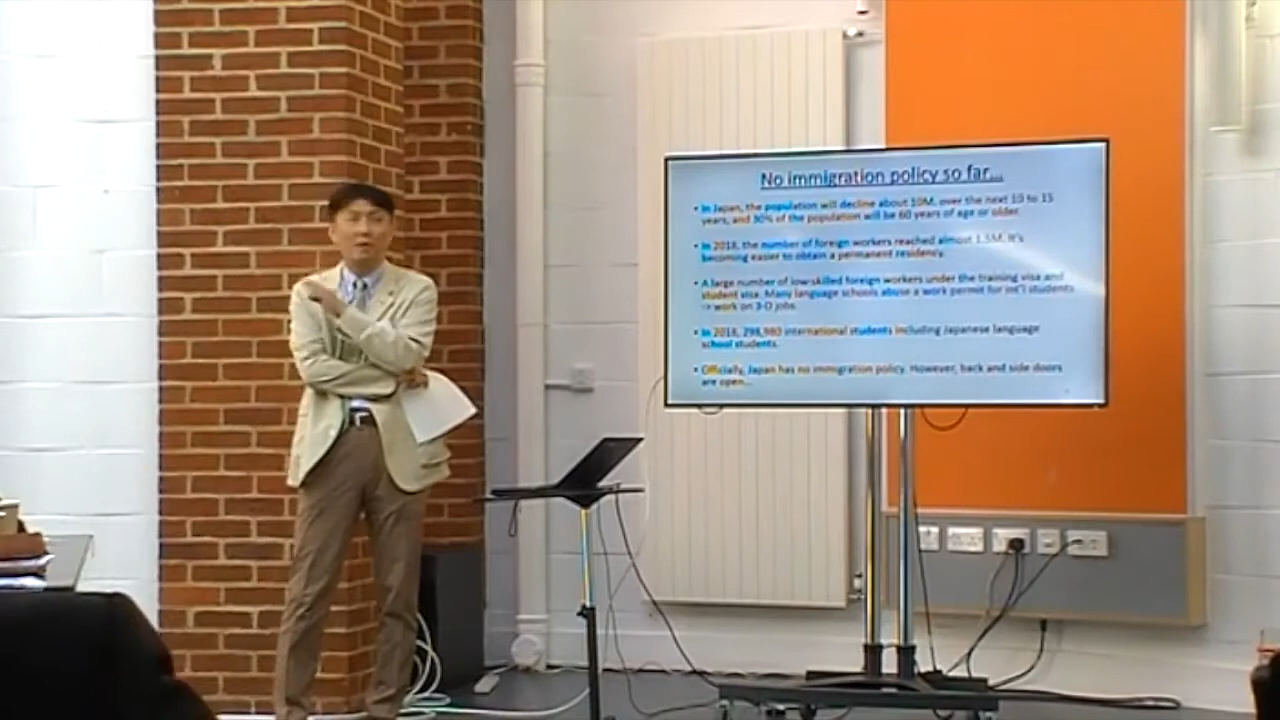 No immigration policy so far...
• In Japan, the population will decline about 10M. over the next 10 to 15
years, and 30% of the population will be 60 years of age or older.
• In 2018, the number of foreign workers reached almost 1.5M. It's
becoming easier to obtain a permanent residency.
• A large number of low-skilled foreign workers under the training visa and
student visa. Many language schools abuse a work permit for int'l students
-> work on 3-D jobs.
• In 2018, 298,980 international students including Japanese language
school students.
• Officially, Japan has no immigration policy. However, back and side doors
are open...